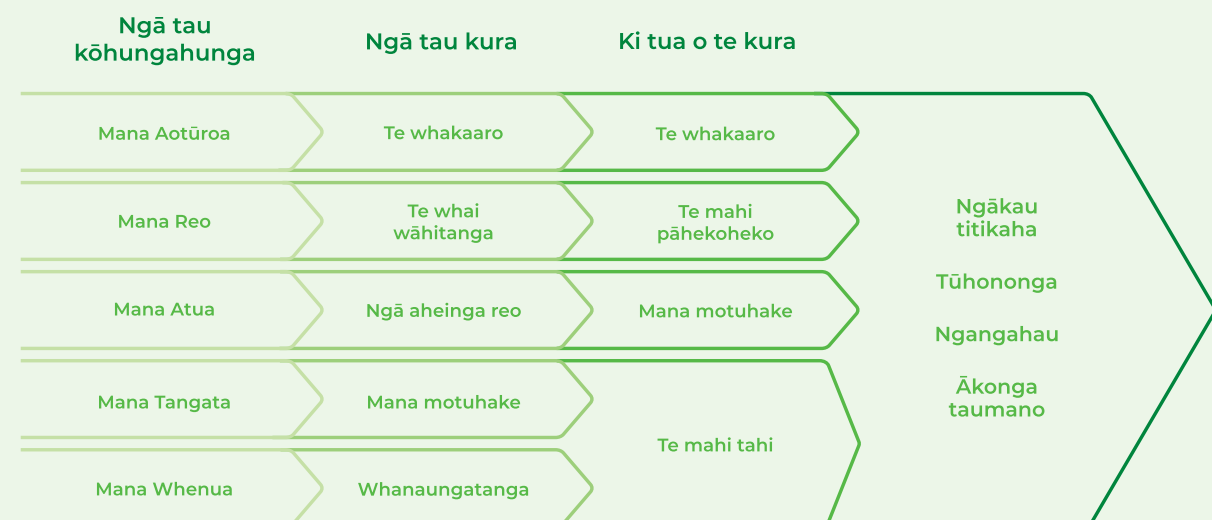 Ngā tau
kōhungahunga
Ngā tau kura
Ki tua o te kura
Mana Aotūroa
Te whakaaro
Te whakaaro
Mana Reo
Te whai
wāhitanga
Te mahi
pāhekoheko
Mana Atua
Ngā aheinga reo
Mana motuhake
Mana Tangata
Mana motuhake
Te mahi tahi
Mana Whenua
Whanaungatanga
Ngākau
titikaha
Tūhononga
Ngangahau
Ākonga
taumano